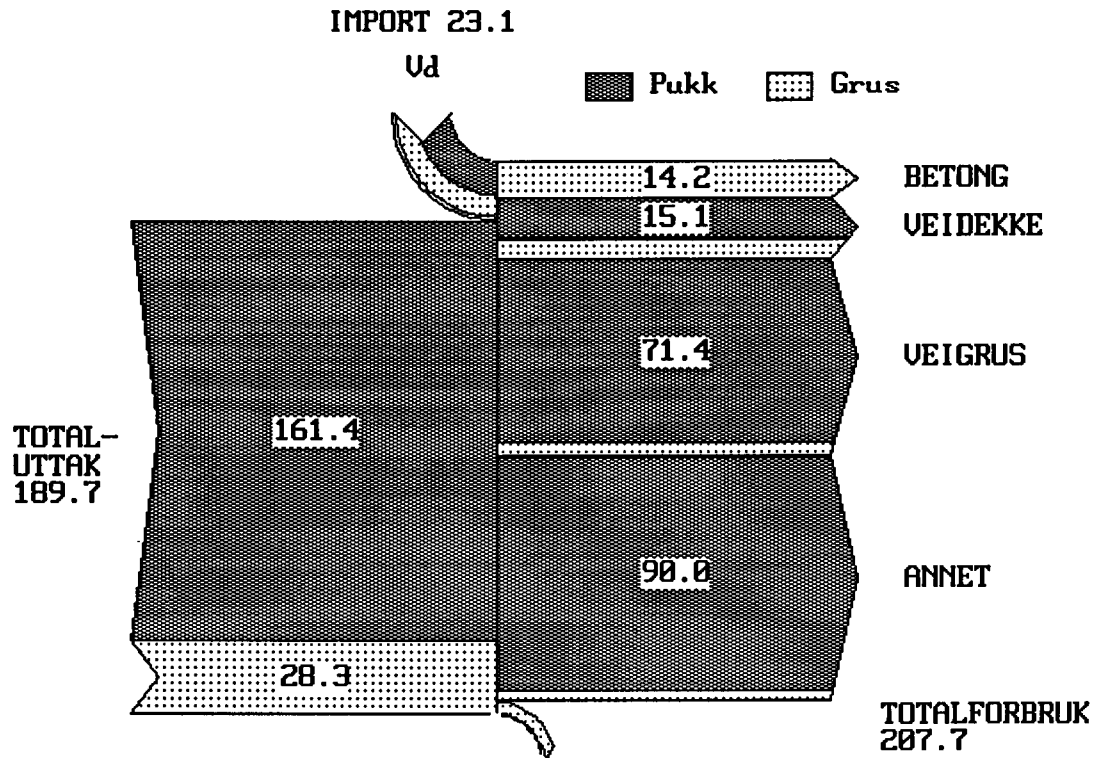 IMPORT 23.1
Vd
Pukk
Grus
14.2
BETONG
15.1
VEIDEKKE
71.4
VEIGRUS
161.4
TOTAL-
UTTAK
189.7
90.0
ANNET
28.3
TOTALFORBRUK
207.7